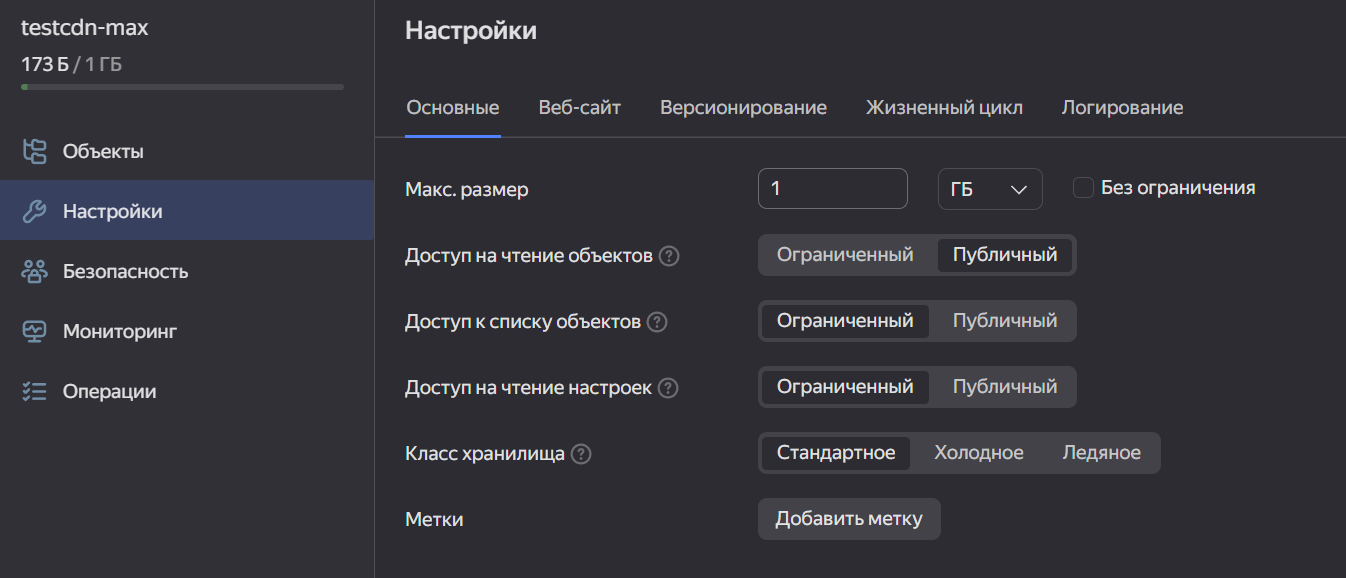 testcdn-max
173 Б / 1 ГБ
Объекты
Настройки
Безопасность
Мониторинг
Операции
Настройки
Основные Веб-сайт Версионирование Жизненный цикл Логирование
Макс. размер 1 ГБ Без ограничения
Доступ на чтение объектов ? Ограниченный Публичный
Доступ к списку объектов ? Ограниченный Публичный
Доступ на чтение настроек ? Ограниченный Публичный
Класс хранилища ? Стандартное Холодное Ледяное
Метки Добавить метку